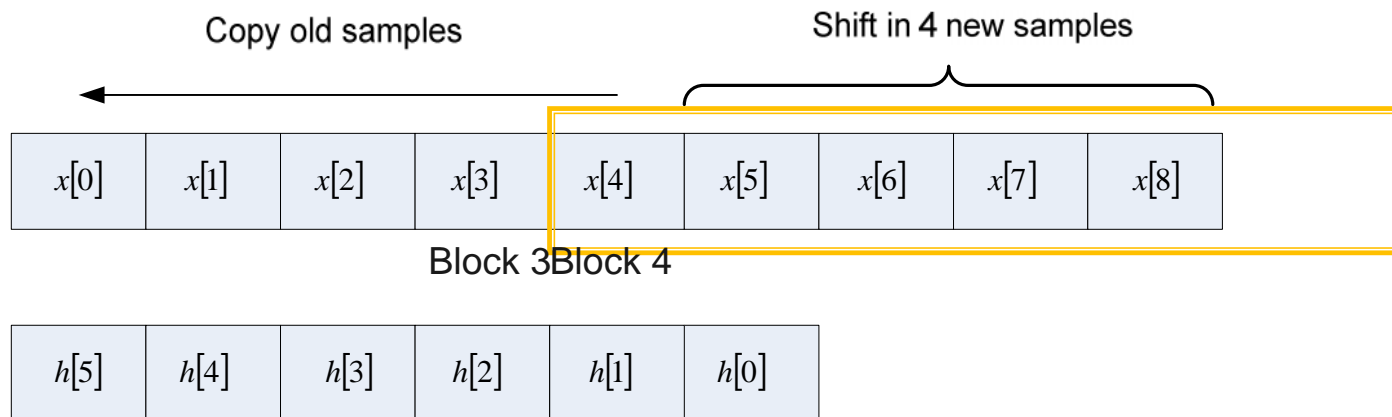 Copy old samples
Shift in 4 new samples
x[0] x[1] x[2] x[3] x[4] x[5] x[6] x[7] x[8]
Block 3Block 4
h[5] h[4] h[3] h[2] h[1] h[0]